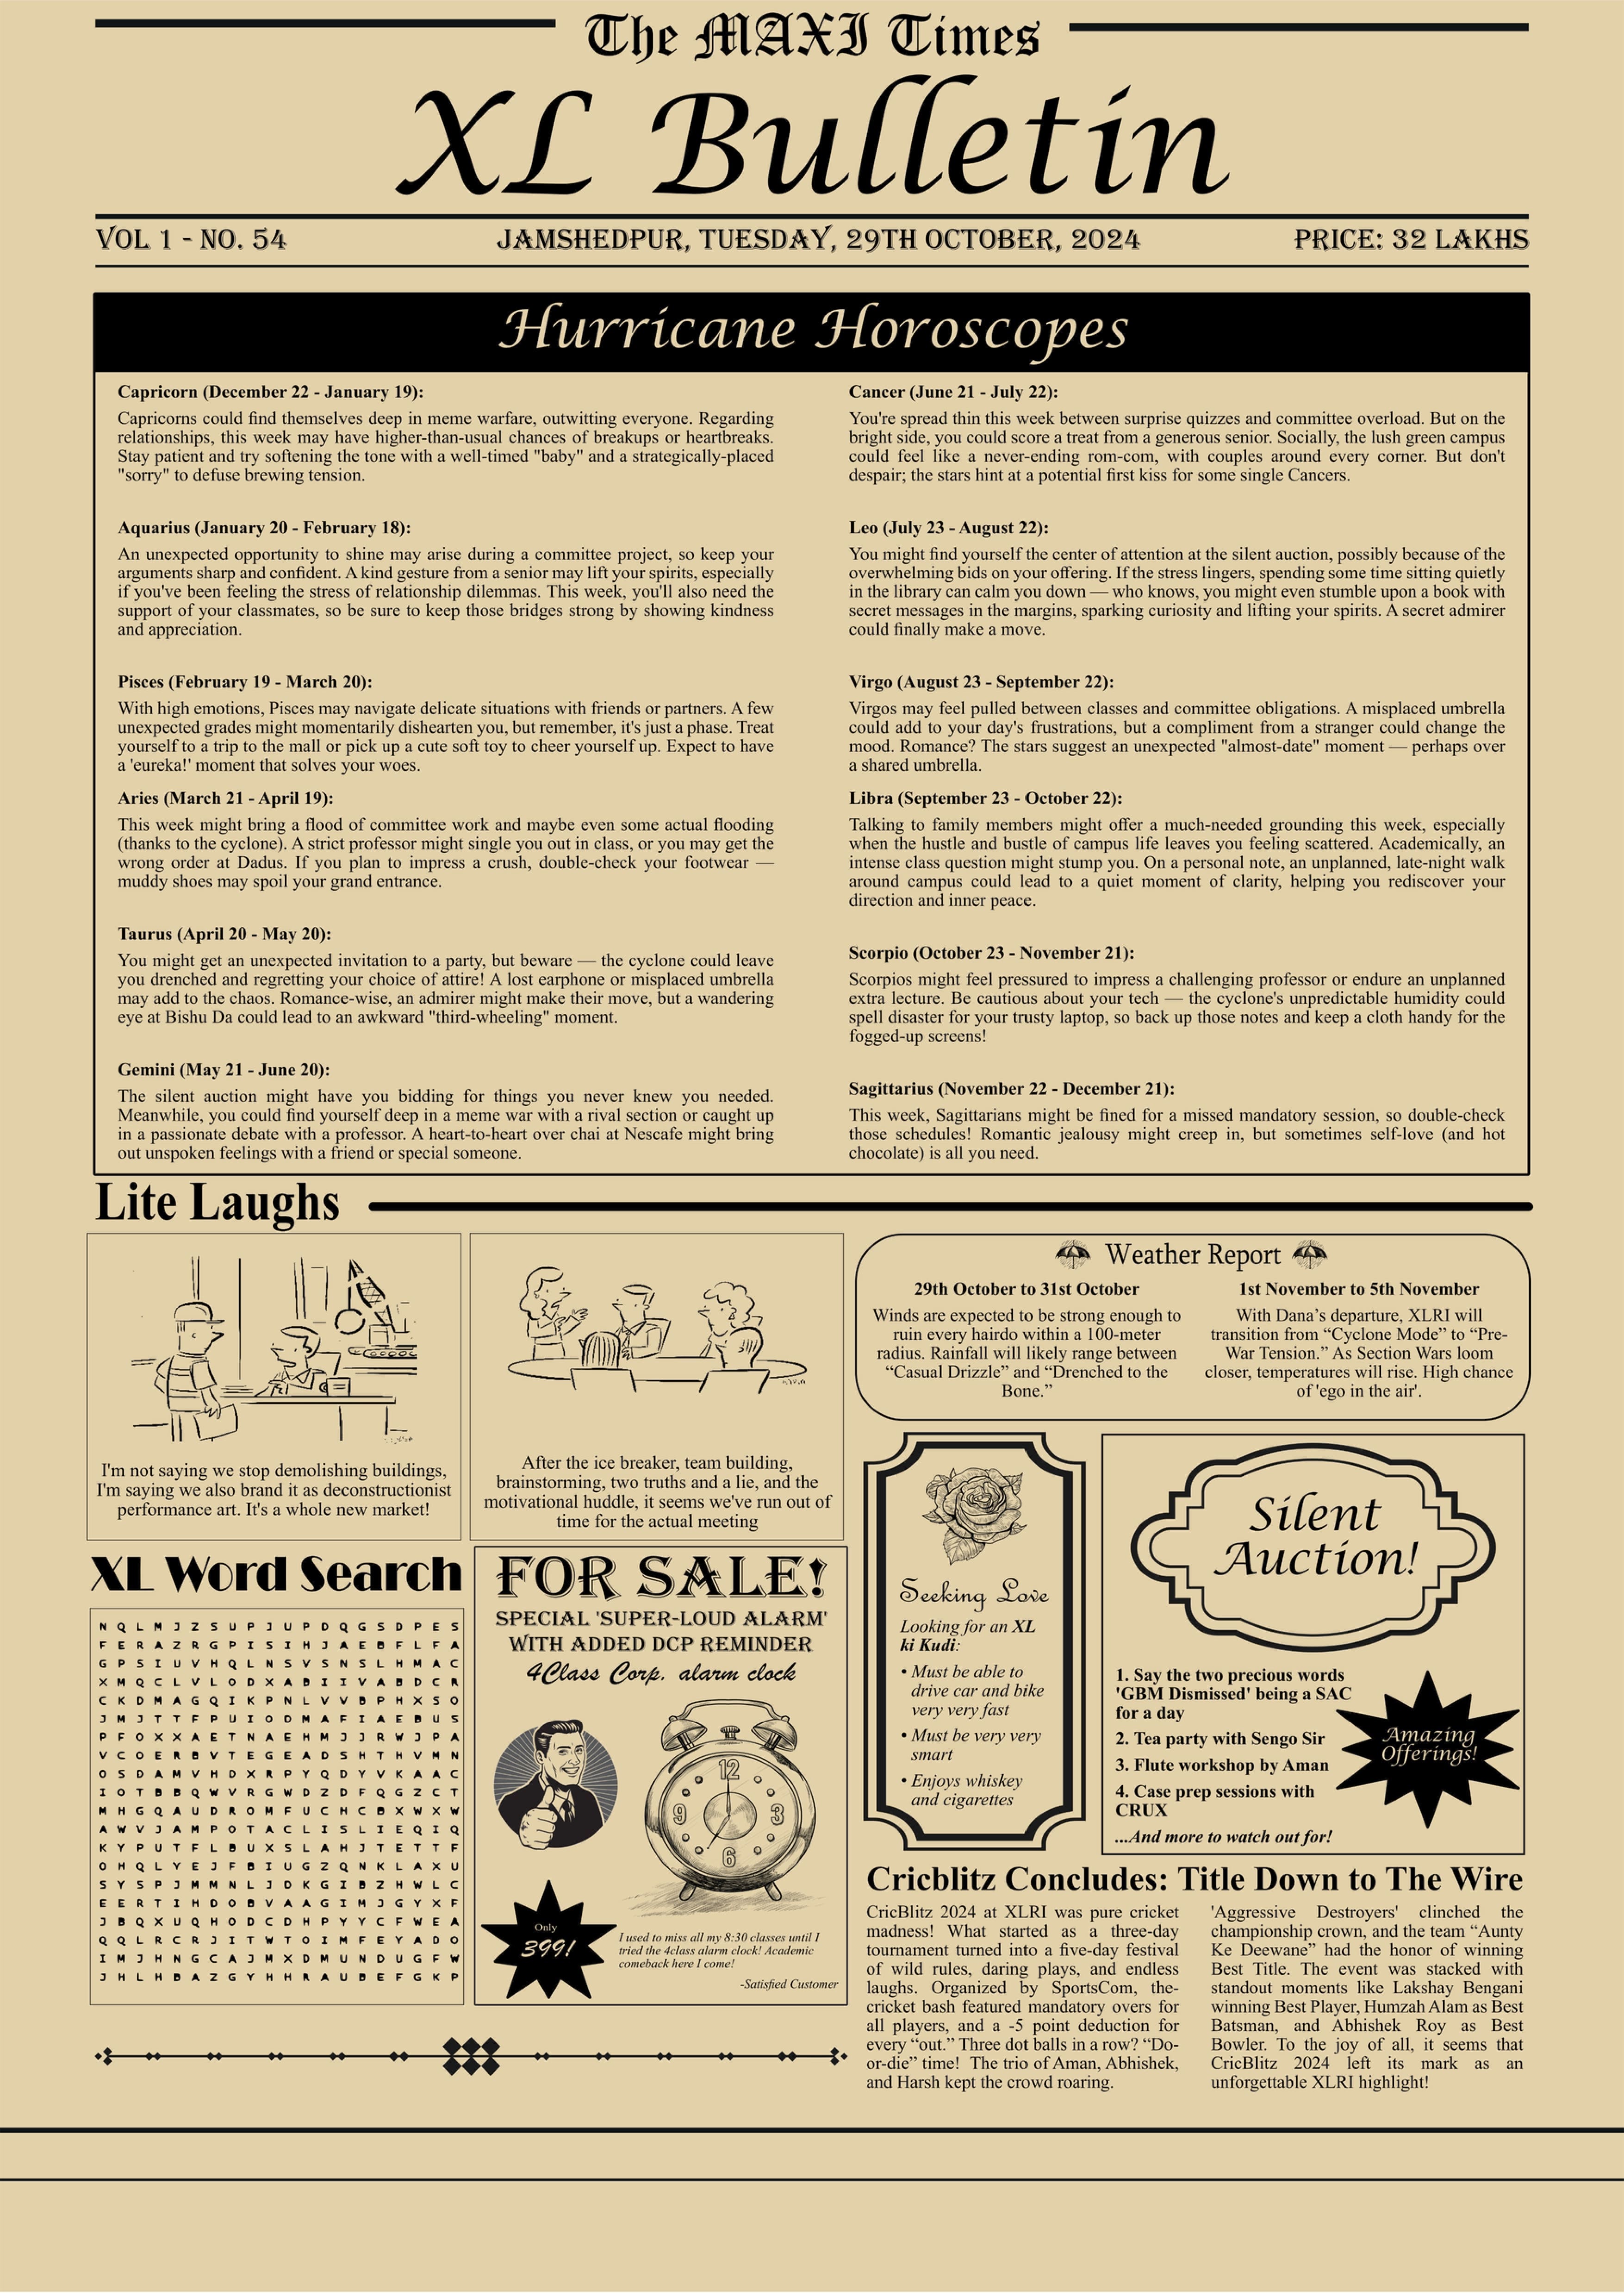 The MAXI Times
XL Bulletin
VOL 1 - NO. 54
JAMSHEDPUR, TUESDAY, 29TH OCTOBER, 2024
PRICE: 32 LAKHS
Hurricane Horoscopes
Capricorn (December 22 - January 19):
Capricorns could find themselves deep in meme warfare, outwitting everyone. Regarding
relationships, this week may have higher-than-usual chances of breakups or heartbreaks.
Stay patient and try softening the tone with a well-timed "baby" and a strategically-placed
"sorry" to defuse brewing tension.
Aquarius (January 20 - February 18):
An unexpected opportunity to shine may arise during a committee project, so keep your
arguments sharp and confident. A kind gesture from a senior may lift your spirits, especially
if you've been feeling the stress of relationship dilemmas. This week, you'll also need the
support of your classmates, so be sure to keep those bridges strong by showing kindness
and appreciation.
Pisces (February 19 - March 20):
With high emotions, Pisces may navigate delicate situations with friends or partners. A few
unexpected grades might momentarily dishearten you, but remember, it's just a phase. Treat
yourself to a trip to the mall or pick up a cute soft toy to cheer yourself up. Expect to have
a 'eureka!' moment that solves your woes.
Aries (March 21 - April 19):
This week might bring a flood of committee work and maybe even some actual flooding
(thanks to the cyclone). A strict professor might single you out in class, or you may get the
wrong order at Dadus. If you plan to impress a crush, double-check your footwear —
muddy shoes may spoil your grand entrance.
Taurus (April 20 - May 20):
You might get an unexpected invitation to a party, but beware — the cyclone could leave
you drenched and regretting your choice of attire! A lost earphone or misplaced umbrella
may add to the chaos. Romance-wise, an admirer might make their move, but a wandering
eye at Bishu Da could lead to an awkward "third-wheeling" moment.
Gemini (May 21 - June 20):
The silent auction might have you bidding for things you never knew you needed.
Meanwhile, you could find yourself deep in a meme war with a rival section or caught up
in a passionate debate with a professor. A heart-to-heart over chai at Nescafe might bring
out unspoken feelings with a friend or special someone.
Cancer (June 21 - July 22):
You're spread thin this week between surprise quizzes and committee overload. But on the
bright side, you could score a treat from a generous senior. Socially, the lush green campus
could feel like a never-ending rom-com, with couples around every corner. But don't
despair; the stars hint at a potential first kiss for some single Cancers.
Leo (July 23 - August 22):
You might find yourself the center of attention at the silent auction, possibly because of the
overwhelming bids on your offering. If the stress lingers, spending some time sitting quietly
in the library can calm you down — who knows, you might even stumble upon a book with
secret messages in the margins, sparking curiosity and lifting your spirits. A secret admirer
could finally make a move.
Virgo (August 23 - September 22):
Virgos may feel pulled between classes and committee obligations. A misplaced umbrella
could add to your day's frustrations, but a compliment from a stranger could change the
mood. Romance? The stars suggest an unexpected "almost-date" moment — perhaps over
a shared umbrella.
Libra (September 23 - October 22):
Talking to family members might offer a much-needed grounding this week, especially
when the hustle and bustle of campus life leaves you feeling scattered. Academically, an
intense class question might stump you. On a personal note, an unplanned, late-night walk
around campus could lead to a quiet moment of clarity, helping you rediscover your
direction and inner peace.
Scorpio (October 23 - November 21):
Scorpios might feel pressured to impress a challenging professor or endure an unplanned
extra lecture. Be cautious about your tech — the cyclone's unpredictable humidity could
spell disaster for your trusty laptop, so back up those notes and keep a cloth handy for the
fogged-up screens!
Sagittarius (November 22 - December 21):
This week, Sagittarians might be fined for a missed mandatory session, so double-check
those schedules! Romantic jealousy might creep in, but sometimes self-love (and hot
chocolate) is all you need.
Lite Laughs
I'm not saying we stop demolishing buildings,
I'm saying we also brand it as deconstructionist
performance art. It's a whole new market!
After the ice breaker, team building,
brainstorming, two truths and a lie, and the
motivational huddle, it seems we've run out of
time for the actual meeting
Weather Report
29th October to 31st October
Winds are expected to be strong enough to
ruin every hairdo within a 100-meter
radius. Rainfall will likely range between
“Casual Drizzle” and “Drenched to the
Bone.”
1st November to 5th November
With Dana’s departure, XLRI will
transition from “Cyclone Mode” to “Pre-
War Tension.” As Section Wars loom
closer, temperatures will rise. High chance
of 'ego in the air'.
XL Word Search
N Q L M J Z S U P J U P D Q G S D P E S
F E R A Z R G P I S I H J A E B F L F A
G P S I U V H Q L N S V S N S L H M A C
X M Q C L V L O D X A B I I V A B D C R
C K D M A G Q I K P N L V V B P H X S O
J M J T T F P U I O D M A F I A E B U S
P F O X X A E T N A E H M J J R W J P A
V C O E R B V T E G E A D S H T H V M N
O S D A M V H D X R P Y Q D Y V K A A C
I O T B B Q W V R G W D Z D F Q G Z C T
M H G Q A U D R O M F U C H C B X W X W
A W V J A M P O T A C L I S L I E Q I Q
K Y P U T F L B U X S L A H J T E T T F
O H Q L Y E J F B I U G Z Q N K L A X U
S Y S P J M M N L J D K G I B Z H W L C
E E R T I H D O B V A A G I M J G Y X F
J B Q X U Q H O D C D H P Y Y C F W E A
Q Q L R C R J I T W T O I M F E Y A D O
I M J H N G C A J M X D M U N D U G F W
J H L H B A Z G Y H H R A U B E F G K P
FOR SALE!
SPECIAL 'SUPER-LOUD ALARM'
WITH ADDED DCP REMINDER
4Class Corp. alarm clock
12
9
3
6
Only
399!
I used to miss all my 8:30 classes until I
tried the 4class alarm clock! Academic
comeback here I come!
-Satisfied Customer
Seeking Love
Looking for an XL
ki Kudi:
• Must be able to
drive car and bike
very very fast
• Must be very very
smart
• Enjoys whiskey
and cigarettes
Silent
Auction!
1. Say the two precious words
'GBM Dismissed' being a SAC
for a day
2. Tea party with Sengo Sir
3. Flute workshop by Aman
4. Case prep sessions with
CRUX
...And more to watch out for!
Amazing
Offerings!
Cricblitz Concludes: Title Down to The Wire
CricBlitz 2024 at XLRI was pure cricket
madness! What started as a three-day
tournament turned into a five-day festival
of wild rules, daring plays, and endless
laughs. Organized by SportsCom, the-
cricket bash featured mandatory overs for
all players, and a -5 point deduction for
every “out.” Three dot balls in a row? “Do-
or-die” time! The trio of Aman, Abhishek,
and Harsh kept the crowd roaring.
'Aggressive Destroyers' clinched the
championship crown, and the team “Aunty
Ke Deewane” had the honor of winning
Best Title. The event was stacked with
standout moments like Lakshay Bengani
winning Best Player, Humzah Alam as Best
Batsman, and Abhishek Roy as Best
Bowler. To the joy of all, it seems that
CricBlitz 2024 left its mark as an
unforgettable XLRI highlight!